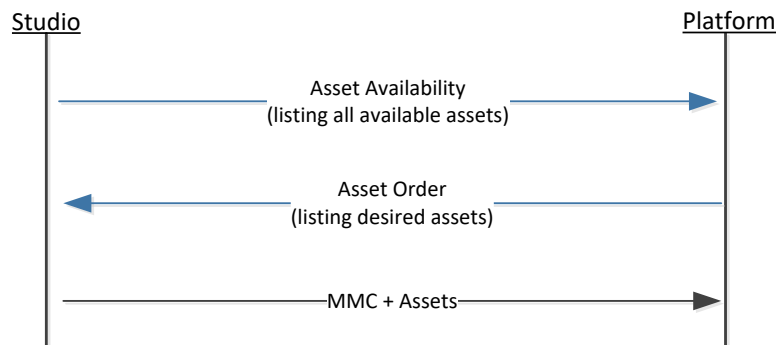 Studio
Platform
Asset Availability
(listing all available assets)
Asset Order
(listing desired assets)
MMC + Assets